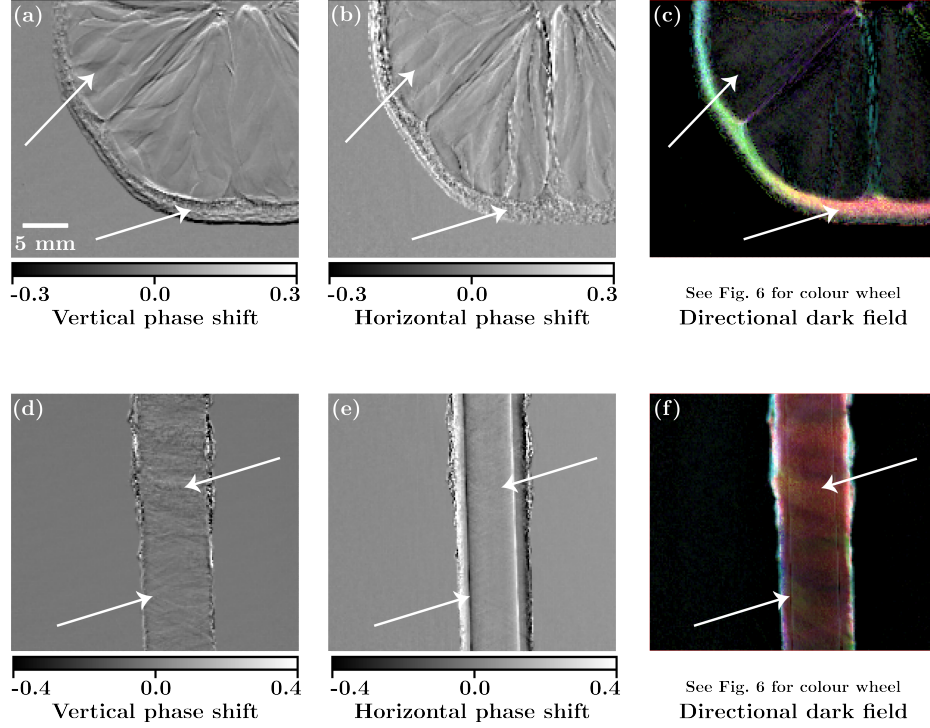 (a)
(b)
(c)
5 mm
-0.3 0.0 0.3
Vertical phase shift
-0.3 0.0 0.3
Horizontal phase shift
See Fig. 6 for colour wheel
Directional dark field
(d)
(e)
(f)
-0.4 0.0 0.4
Vertical phase shift
-0.4 0.0 0.4
Horizontal phase shift
See Fig. 6 for colour wheel
Directional dark field